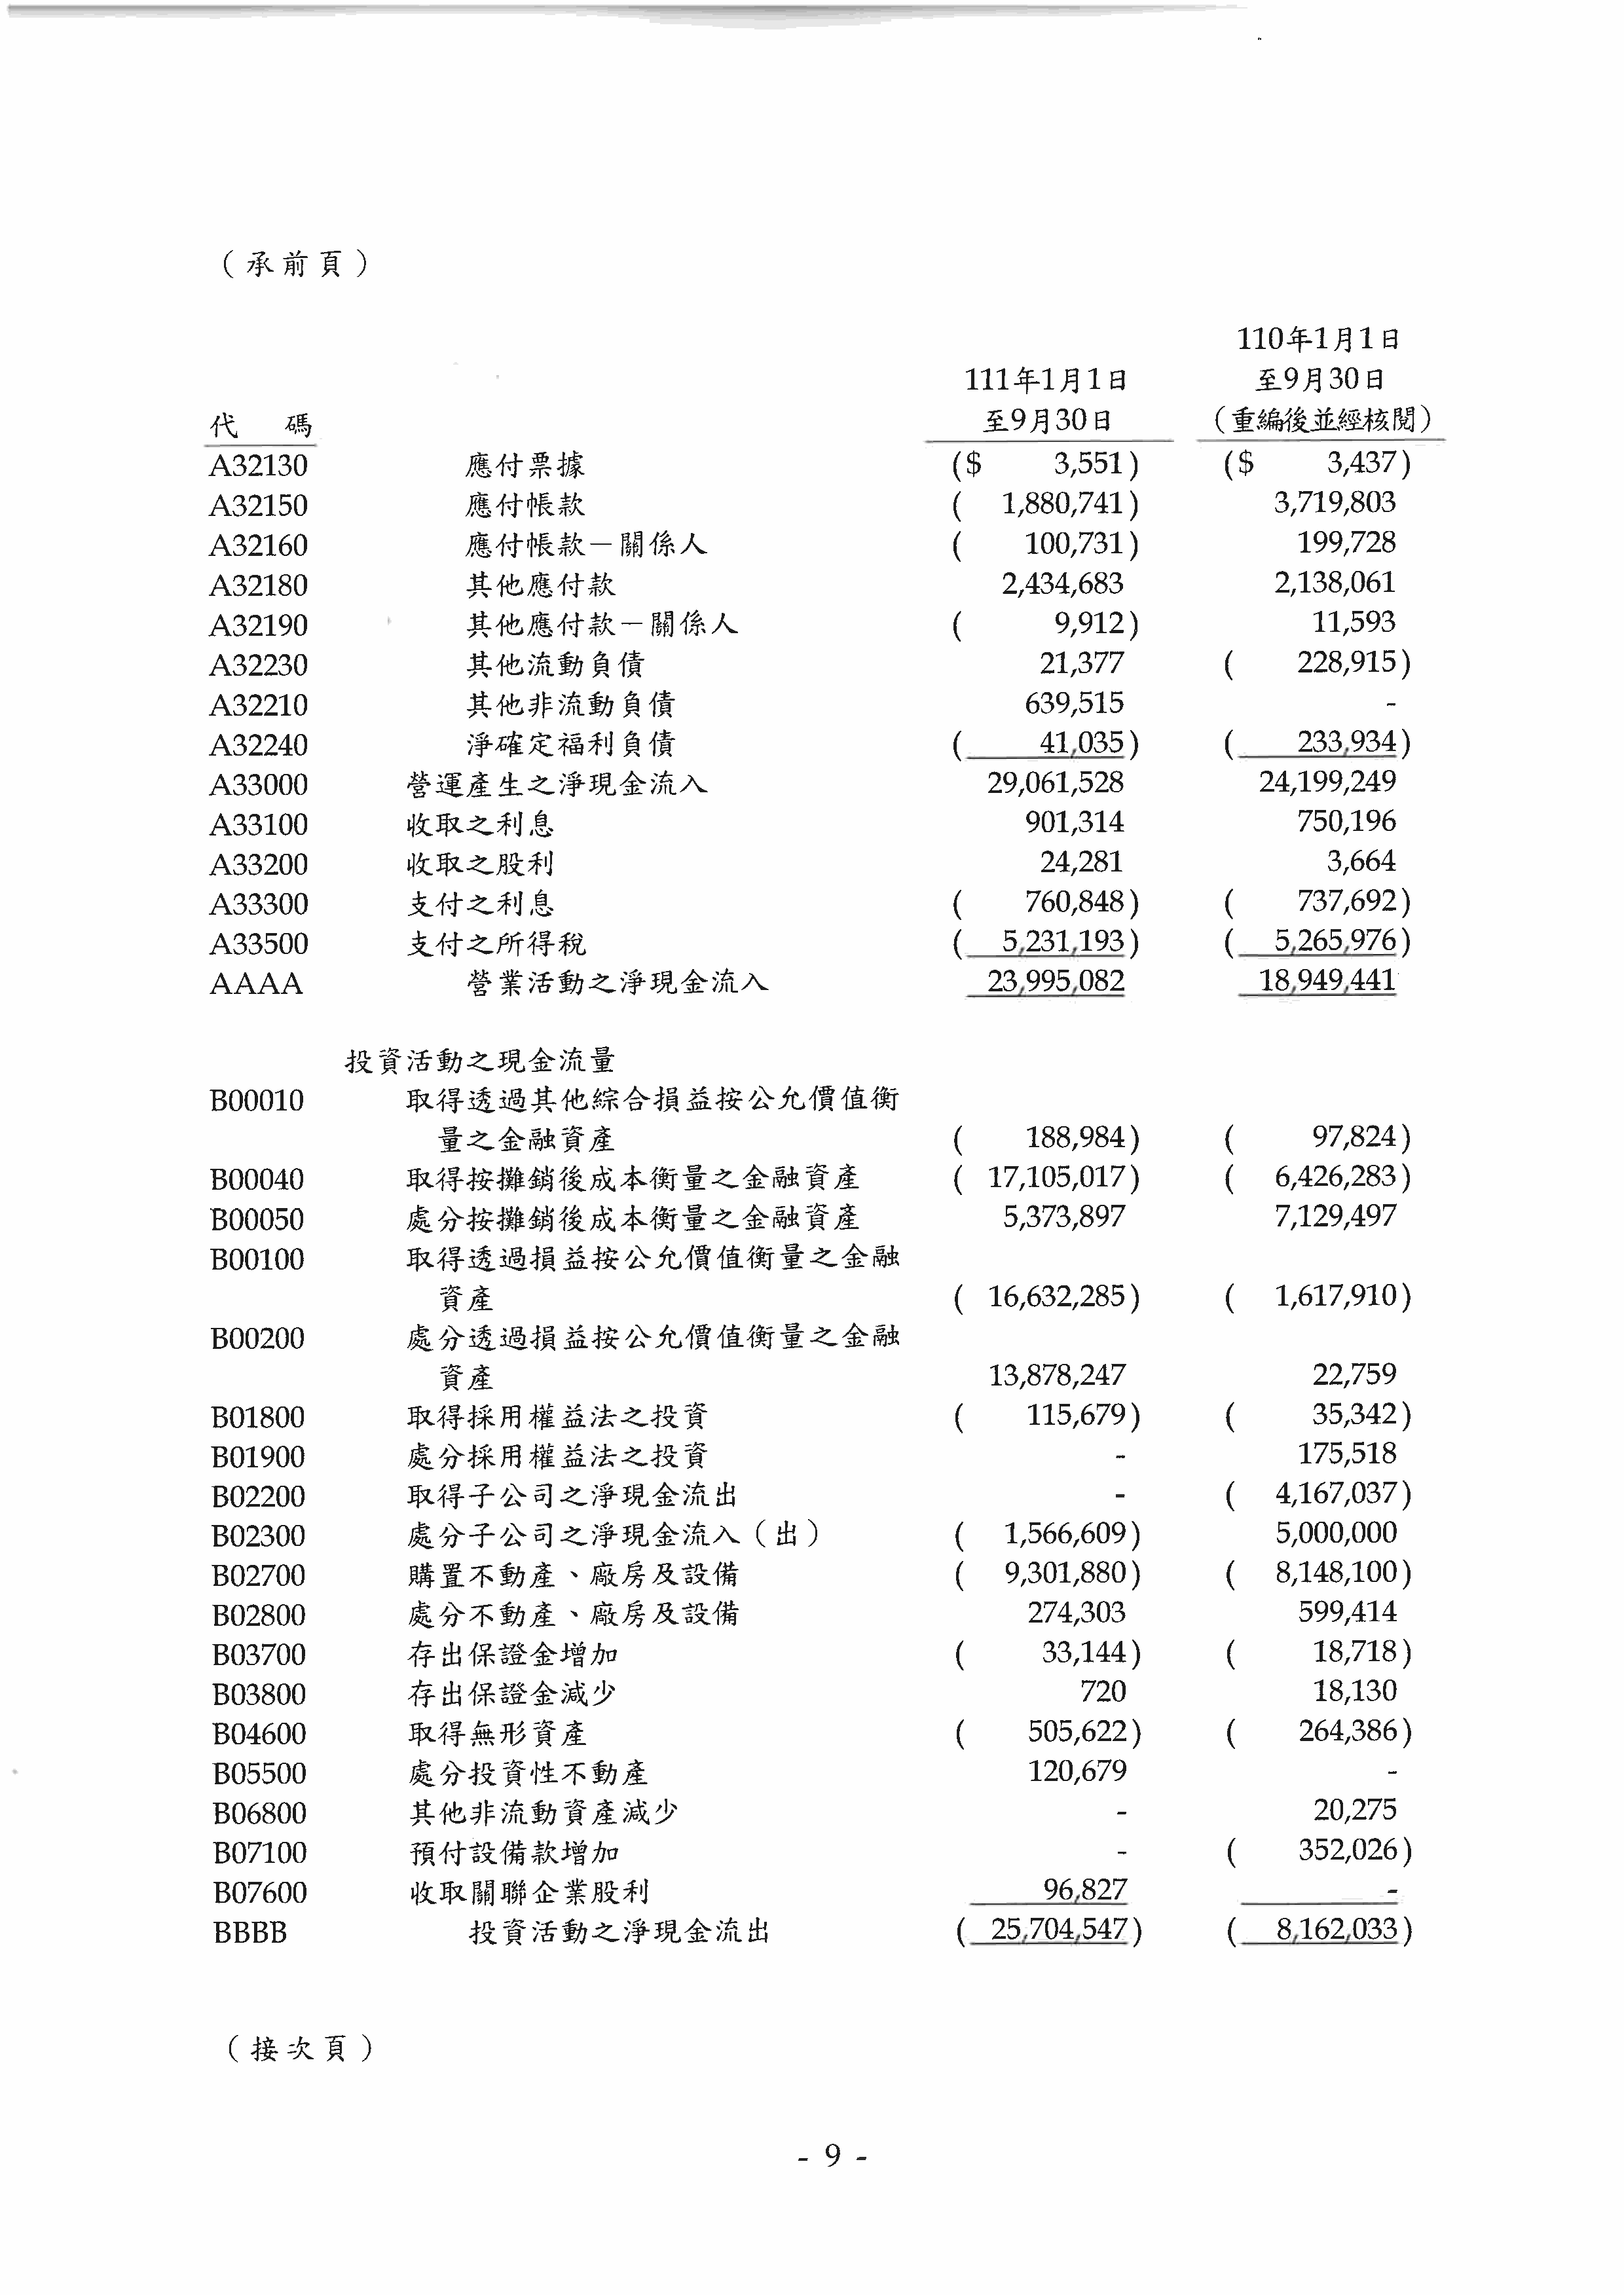 （承前頁）
110年1月1日
111年1月1日 至9月30日
代 碼 至9月30日 （重編後並經核閱）
A32130 應付票據 ($ 3,551) ($ 3,437)
A32150 應付帳款 ( 1,880,741) 3,719,803
A32160 應付帳款－關係人 ( 100,731) 199,728
A32180 其他應付款 2,434,683 2,138,061
A32190 其他應付款－關係人 ( 9,912) 11,593
A32230 其他流動負債 21,377 ( 228,915)
A32210 其他非流動負債 639,515 -
A32240 淨確定福利負債 ( 41,035) ( 233,934)
A33000 營運產生之淨現金流入 29,061,528 24,199,249
A33100 收取之利息 901,314 750,196
A33200 收取之股利 24,281 3,664
A33300 支付之利息 ( 760,848) ( 737,692)
A33500 支付之所得稅 ( 5,231,193) ( 5,265,976)
AAAA 營業活動之淨現金流入 23,995,082 18,949,441
投資活動之現金流量
B00010 取得透過其他綜合損益按公允價值衡
量之金融資產 ( 188,984) ( 97,824)
B00040 取得按攤銷後成本衡量之金融資產 ( 17,105,017) ( 6,426,283)
B00050 處分按攤銷後成本衡量之金融資產 5,373,897 7,129,497
B00100 取得透過損益按公允價值衡量之金融
資產 ( 16,632,285) ( 1,617,910)
B00200 處分透過損益按公允價值衡量之金融
資產 13,878,247 22,759
B01800 取得採用權益法之投資 ( 115,679) ( 35,342)
B01900 處分採用權益法之投資 - 175,518
B02200 取得子公司之淨現金流出 - ( 4,167,037)
B02300 處分子公司之淨現金流入（出） ( 1,566,609) 5,000,000
B02700 購置不動產、廠房及設備 ( 9,301,880) ( 8,148,100)
B02800 處分不動產、廠房及設備 274,303 599,414
B03700 存出保證金增加 ( 33,144) ( 18,718)
B03800 存出保證金減少 720 18,130
B04600 取得無形資產 ( 505,622) ( 264,386)
B05500 處分投資性不動產 120,679 -
B06800 其他非流動資產減少 - 20,275
B07100 預付設備款增加 - ( 352,026)
B07600 收取關聯企業股利 96,827 -
BBBB 投資活動之淨現金流出 ( 25,704,547) ( 8,162,033)
（接次頁）
- 9 -